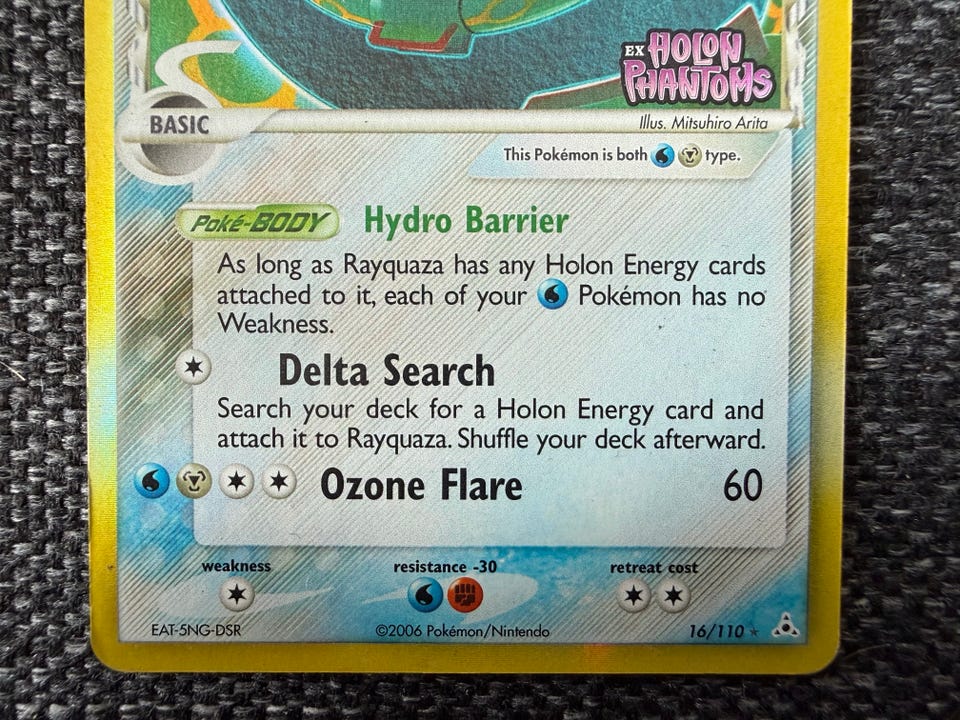 EX HOLON
PHANTOMS
BASIC
Illus. Mitsuhiro Arita
This Pokémon is both type.
Poké-BODY Hydro Barrier
As long as Rayquaza has any Holon Energy cards
attached to it, each of your Pokémon has no
Weakness.
Delta Search
Search your deck for a Holon Energy card and
attach it to Rayquaza. Shuffle your deck afterward.
Ozone Flare 60
weakness resistance -30 retreat cost
EAT-5NG-DSR ©2006 Pokémon/Nintendo 16/110 ★